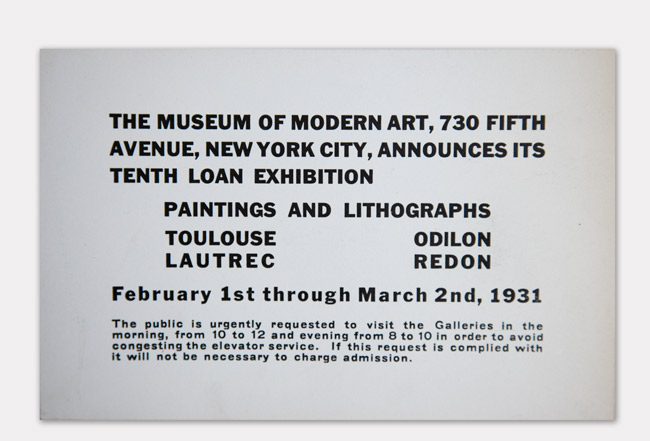 THE MUSEUM OF MODERN ART, 730 FIFTH
AVENUE, NEW YORK CITY, ANNOUNCES ITS
TENTH LOAN EXHIBITION
PAINTINGS AND LITHOGRAPHS
TOULOUSE ODILON
LAUTREC REDON
February 1st through March 2nd, 1931
The public is urgently requested to visit the Galleries in the
morning, from 10 to 12 and evening from 8 to 10 in order to avoid
congesting the elevator service. If this request is complied with
it will not be necessary to charge admission.